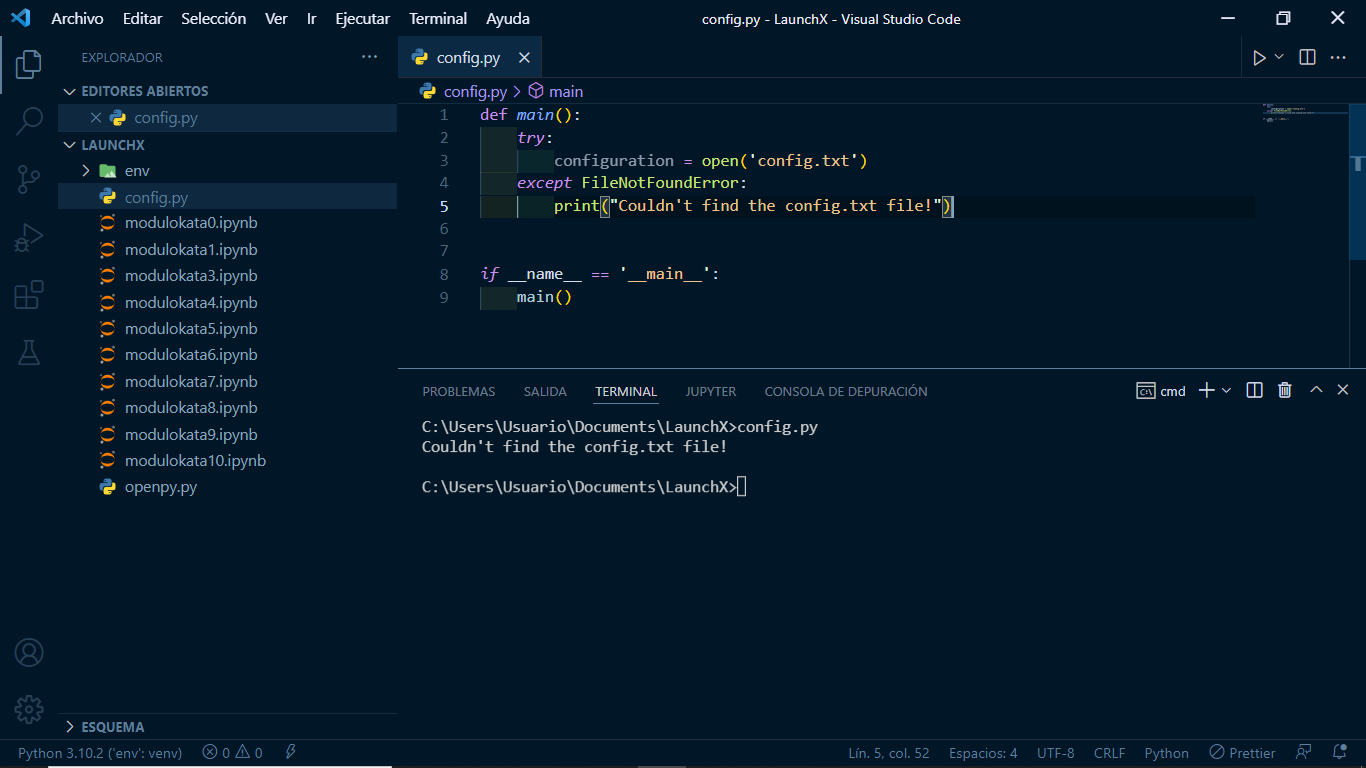 Archivo Editar Selección Ver Ir Ejecutar Terminal Ayuda config.py - LaunchX - Visual Studio Code
EXPLORADOR
EDITORES ABIERTOS
config.py
LAUNCHX
env
config.py
modulokata0.ipynb
modulokata1.ipynb
modulokata3.ipynb
modulokata4.ipynb
modulokata5.ipynb
modulokata6.ipynb
modulokata7.ipynb
modulokata8.ipynb
modulokata9.ipynb
modulokata10.ipynb
openpy.py
ESQUEMA
config.py
config.py > main
1 def main():
2     try:
3         configuration = open('config.txt')
4     except FileNotFoundError:
5         print("Couldn't find the config.txt file!")
6
7
8 if __name__ == '__main__':
9     main()
PROBLEMAS SALIDA TERMINAL JUPYTER CONSOLA DE DEPURACIÓN cmd
C:\Users\Usuario\Documents\LaunchX>config.py
Couldn't find the config.txt file!
C:\Users\Usuario\Documents\LaunchX>
Python 3.10.2 ('env': venv) 0 0 Lín. 5, col. 52 Espacios: 4 UTF-8 CRLF Python Prettier